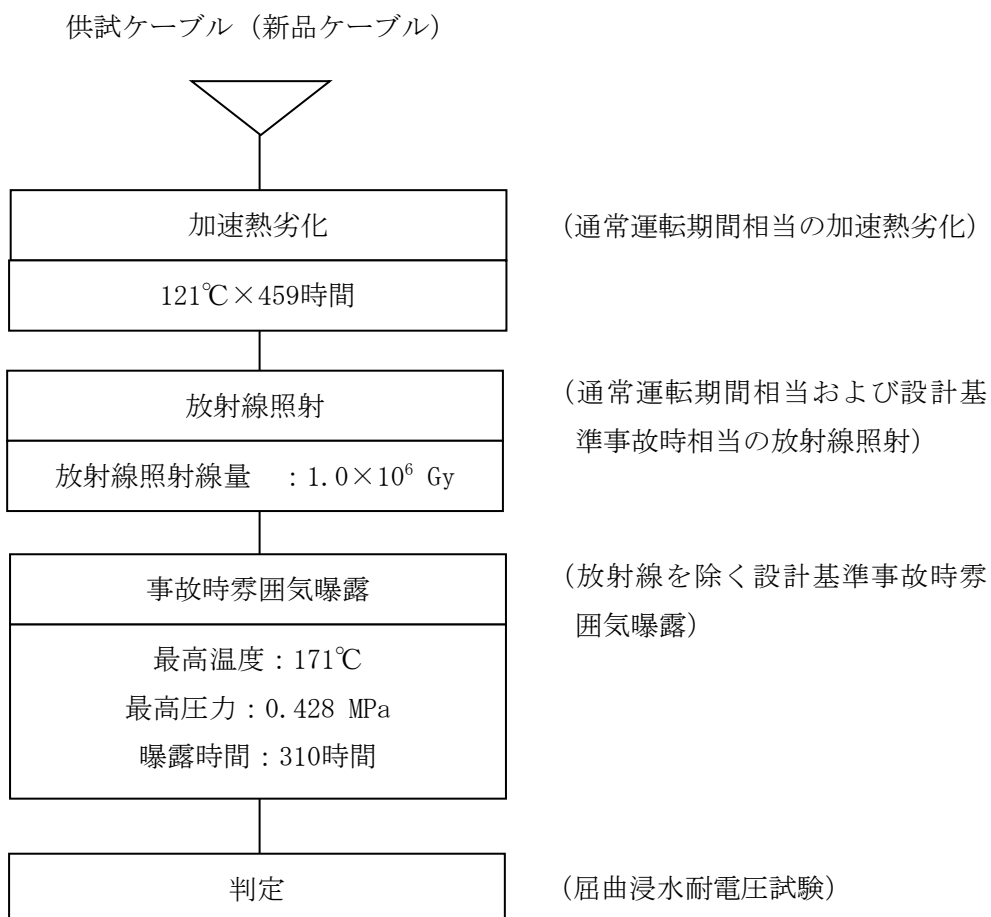 供試ケーブル（新品ケーブル）
加速熱劣化
（通常運転期間相当の加速熱劣化）
121℃×459時間
放射線照射
（通常運転期間相当および設計基
準事故時相当の放射線照射）
放射線照射線量　：1.0×10⁶ Gy
事故時雰囲気曝露
（放射線を除く設計基準事故時雰
囲気曝露）
最高温度：171℃
最高圧力：0.428 MPa
曝露時間：310時間
判定
（屈曲浸水耐電圧試験）